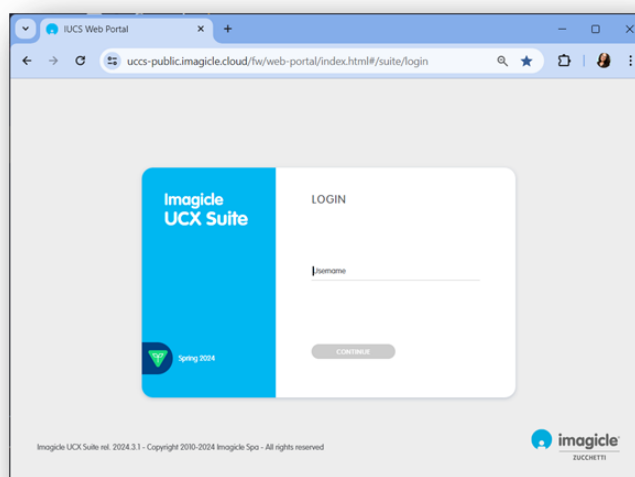 IUCS Web Portal
uccs-public.imagicle.cloud/fw/web-portal/index.html#/suite/login
Imagicle
UCX Suite
LOGIN
Username
CONTINUE
Spring 2024
Imagicle UCX Suite rel. 2024.3.1 - Copyright 2010-2024 Imagicle Spa - All rights reserved
imagicle
ZUCCHETTI